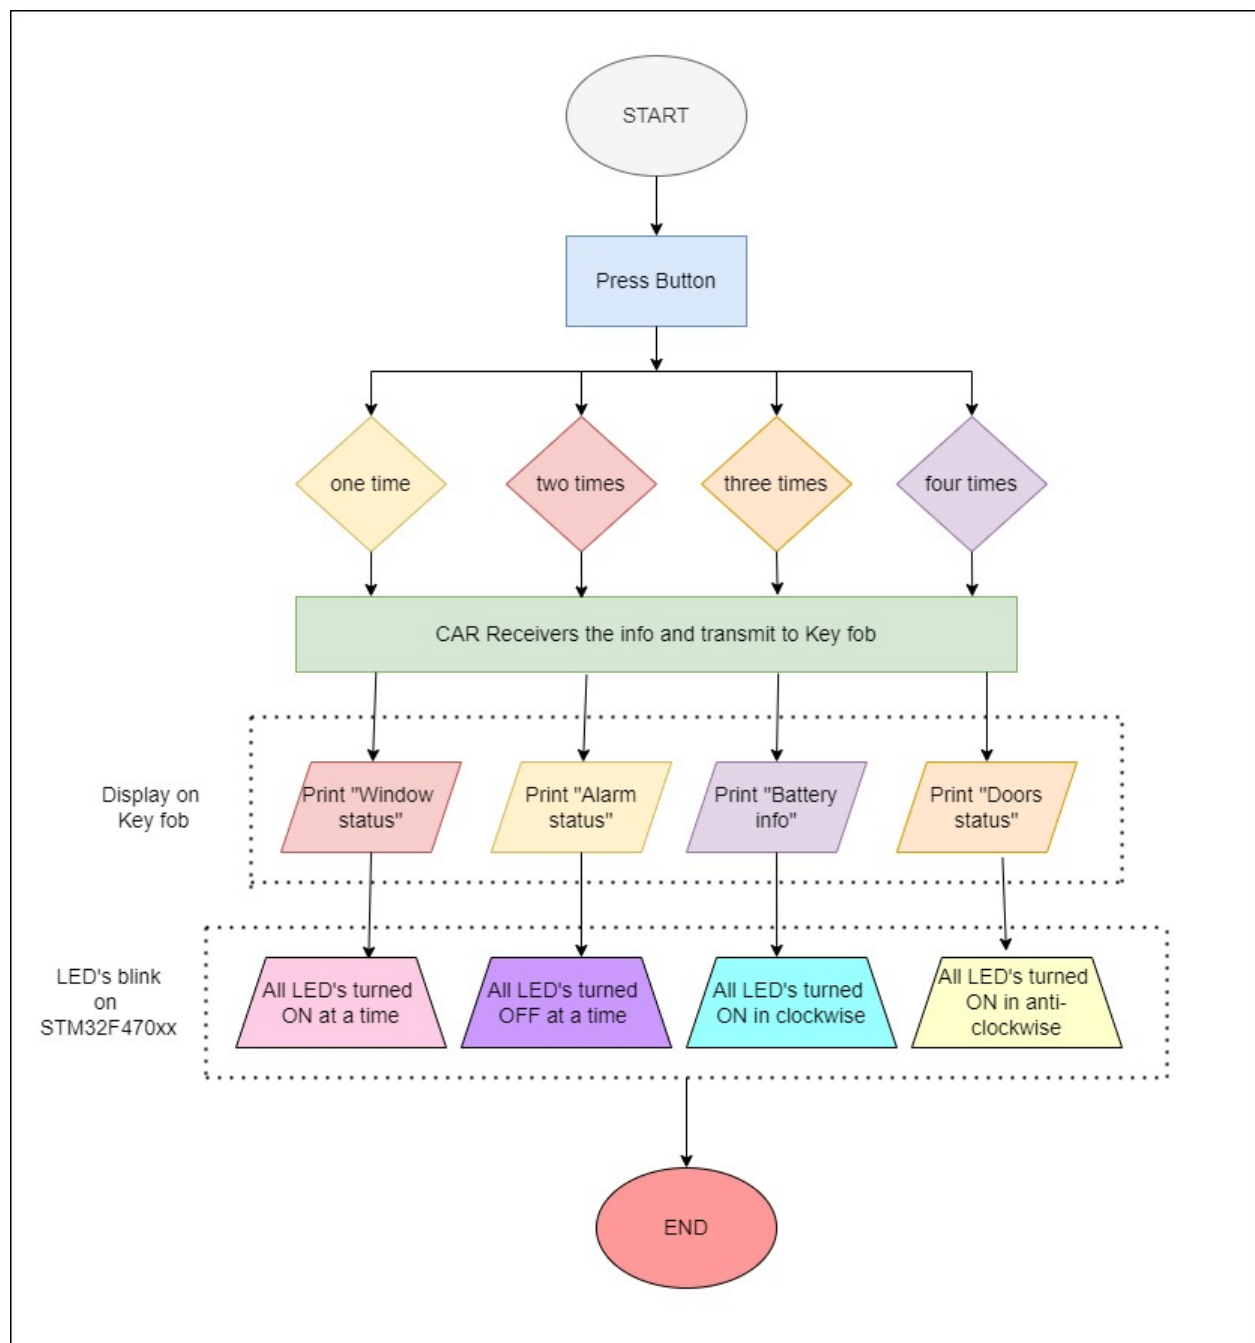 START
Press Button
one time
two times
three times
four times
CAR Receivers the info and transmit to Key fob
Display on
Key fob
Print "Window
status"
Print "Alarm
status"
Print "Battery
info"
Print "Doors
status"
LED's blink
on
STM32F470xx
All LED's turned
ON at a time
All LED's turned
OFF at a time
All LED's turned
ON in clockwise
All LED's turned
ON in anti-
clockwise
END